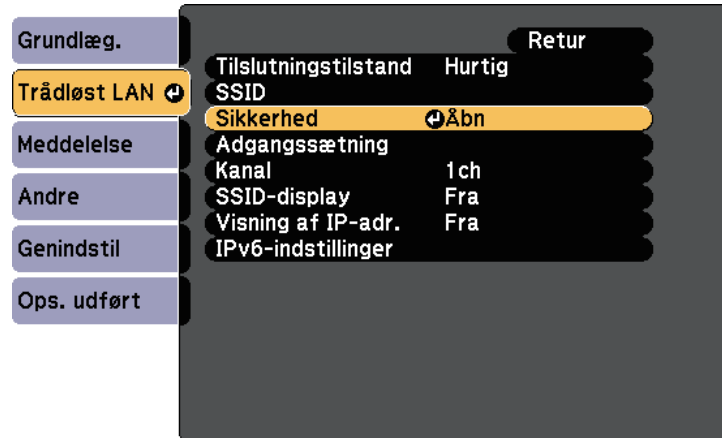 Grundlæg.
Trådløst LAN
Meddelelse
Andre
Genindstil
Ops. udført
Retur
Tilslutningstilstand Hurtig
SSID
Sikkerhed Åbn
Adgangssætning
Kanal 1ch
SSID-display Fra
Visning af IP-adr. Fra
IPv6-indstillinger